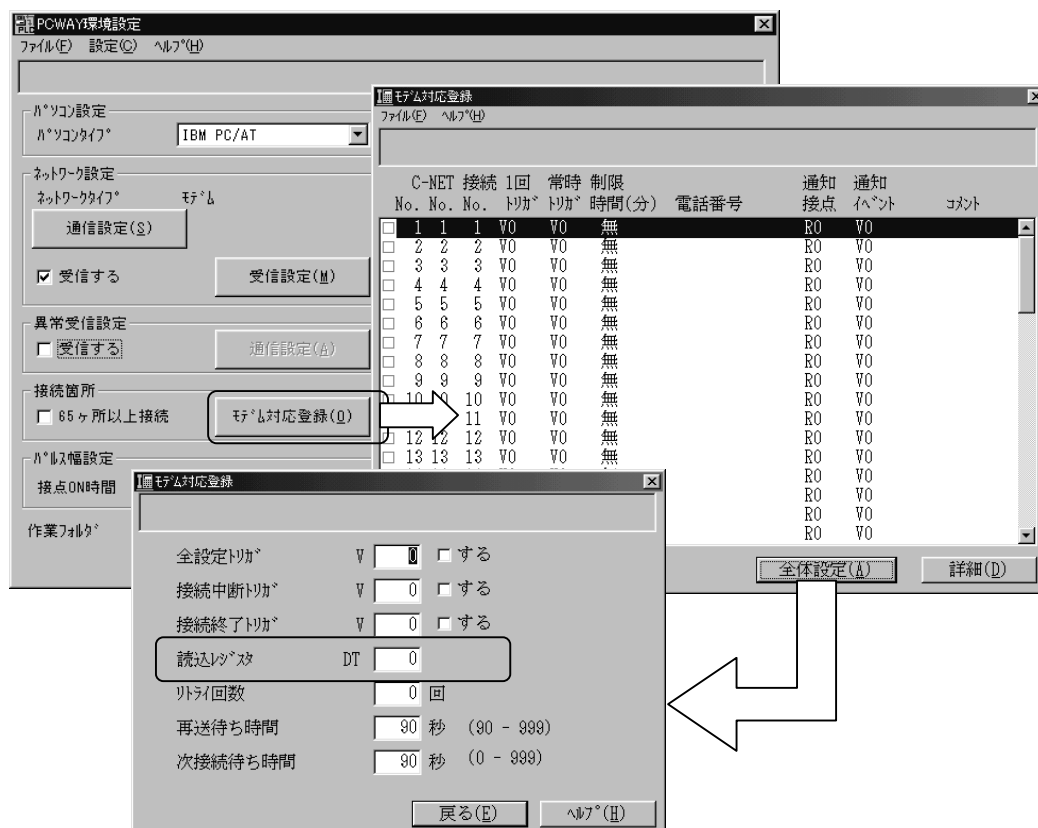 PCWAY環境設定
ﾌｧｲﾙ(F) 設定(C) ﾍﾙﾌﾟ(H)
ﾊﾟｿｺﾝ設定
ﾊﾟｿｺﾝﾀｲﾌﾟ IBM PC/AT
ﾈｯﾄﾜｰｸ設定
ﾈｯﾄﾜｰｸﾀｲﾌﾟ ﾓﾃﾞﾑ
通信設定(S)
受信する 受信設定(M)
異常受信設定
受信する 通信設定(A)
接続箇所
65ヶ所以上接続 ﾓﾃﾞﾑ対応登録(O)
ﾊﾟﾙｽ幅設定
接点ON時間
作業ﾌｫﾙﾀﾞ
ﾓﾃﾞﾑ対応登録
ﾌｧｲﾙ(F) ﾍﾙﾌﾟ(H)
C-NET 接続 1回 常時 制限 通知 通知
No. No. No. ﾄﾘｶﾞ ﾄﾘｶﾞ 時間(分) 電話番号 接点 ｲﾍﾞﾝﾄ ｺﾒﾝﾄ
1 1 1 V0 V0 無 R0 V0
2 2 2 V0 V0 無 R0 V0
3 3 3 V0 V0 無 R0 V0
4 4 4 V0 V0 無 R0 V0
5 5 5 V0 V0 無 R0 V0
6 6 6 V0 V0 無 R0 V0
7 7 7 V0 V0 無 R0 V0
8 8 8 V0 V0 無 R0 V0
9 9 9 V0 V0 無 R0 V0
10 10 V0 V0 無 R0 V0
11 V0 V0 無 R0 V0
12 12 12 V0 V0 無 R0 V0
13 13 13 V0 V0 無 R0 V0
R0 V0
R0 V0
R0 V0
R0 V0
全体設定(A) 詳細(D)
ﾓﾃﾞﾑ対応登録
全設定ﾄﾘｶﾞ V 0 する
接続中断ﾄﾘｶﾞ V 0 する
接続終了ﾄﾘｶﾞ V 0 する
読込ﾚｼﾞｽﾀ DT 0
ﾘﾄﾗｲ回数 0 回
再送待ち時間 90 秒 (90 - 999)
次接続待ち時間 90 秒 (0 - 999)
戻る(E) ﾍﾙﾌﾟ(H)